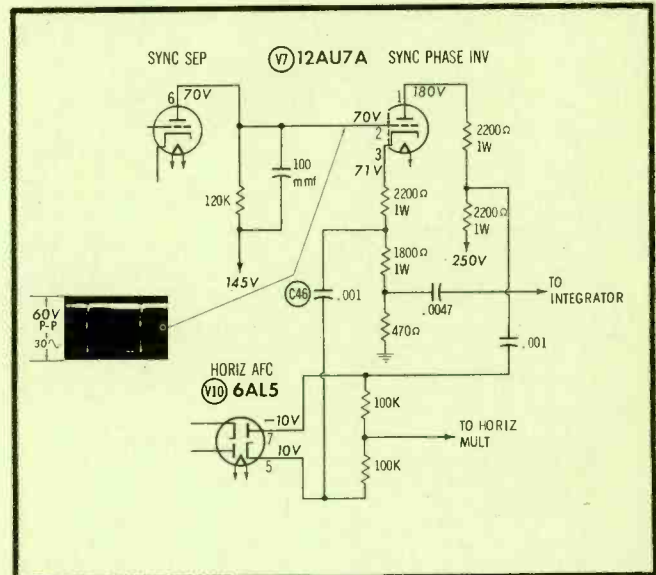 SYNC SEP
V7 12AU7A
SYNC PHASE INV
6
70V
1
180V
70V
2
3
71V
100
mmf
120K
145V
2200Ω
1W
2200Ω
1W
2200Ω
1W
250V
1800Ω
1W
C46
.001
.0047
TO
INTEGRATOR
470Ω
.001
60V
P-P
30~
HORIZ AFC
V10 6AL5
-10V
7
10V
5
100K
TO HORIZ
MULT
100K